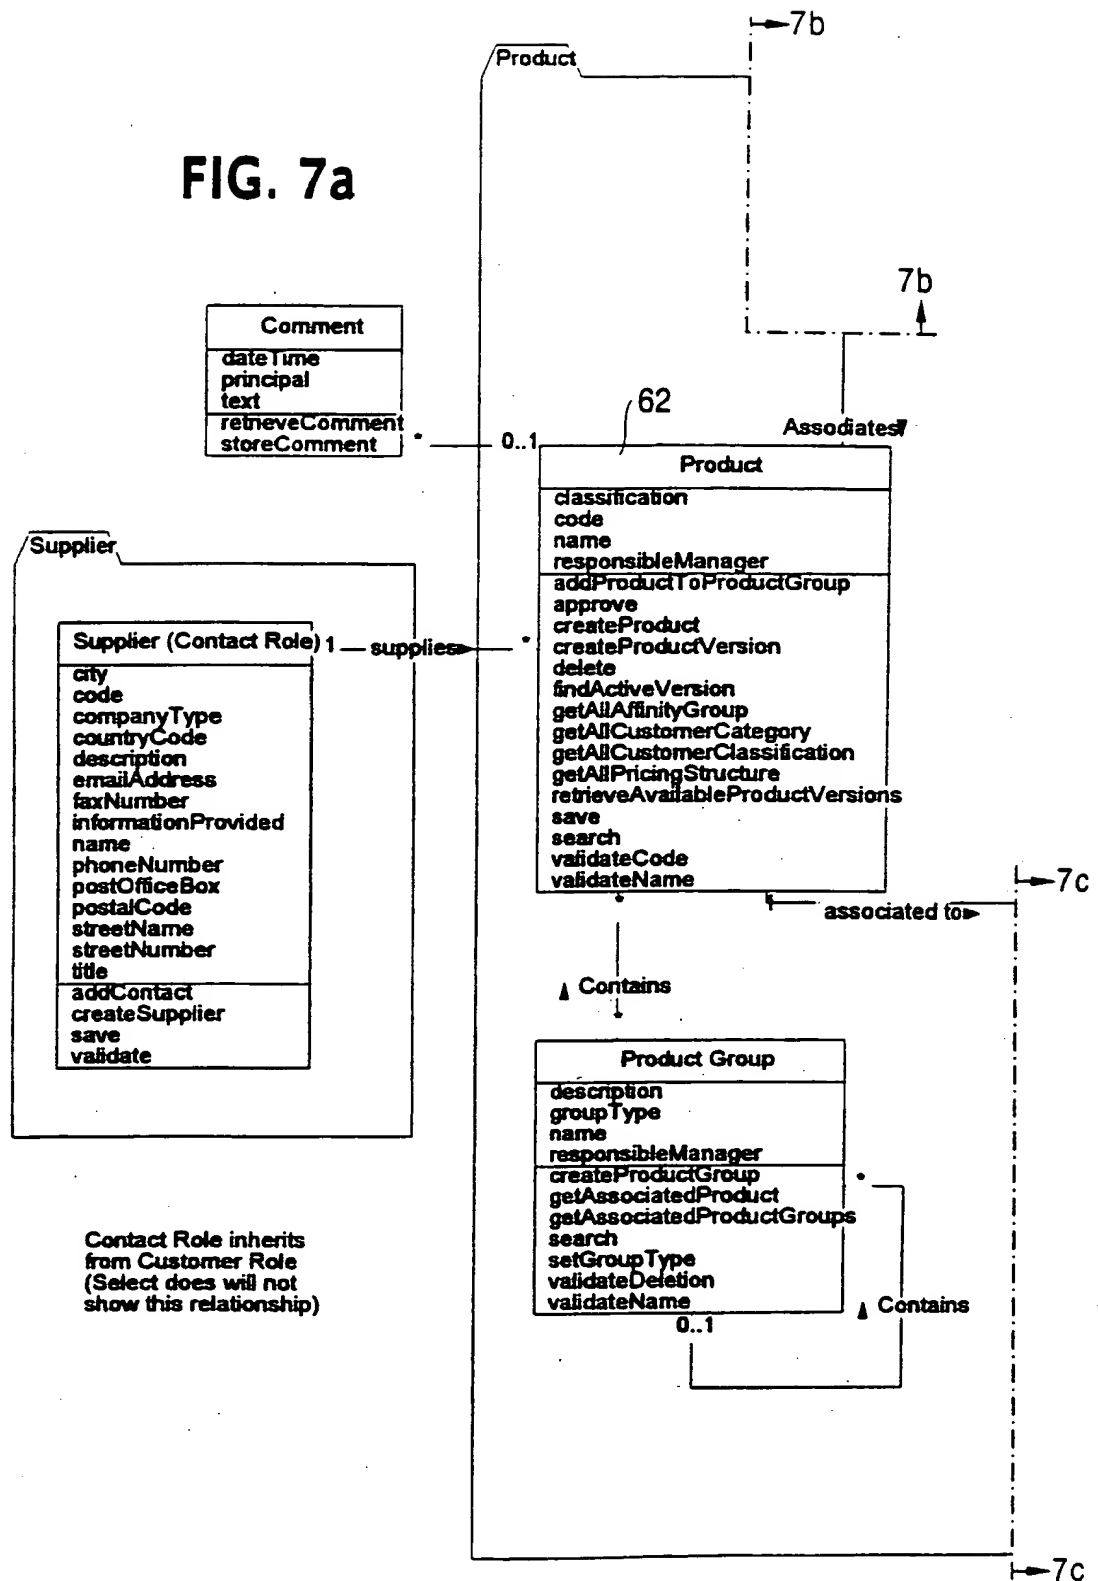 7b
Product
FIG. 7a
7b
Comment
dateTime
principal
text
retrieveComment
storeComment
*
0..1
62
Associates
Product
classification
code
name
responsibleManager
addProductToProductGroup
approve
createProduct
createProductVersion
delete
findActiveVersion
getAllAffinityGroup
getAllCustomerCategory
getAllCustomerClassification
getAllPricingStructure
retrieveAvailableProductVersions
save
search
validateCode
validateName
Supplier
Supplier (Contact Role)
1
supplies
*
city
code
companyType
countryCode
description
emailAddress
faxNumber
informationProvided
name
phoneNumber
postOfficeBox
postalCode
streetName
streetNumber
title
addContact
createSupplier
save
validate
7c
*
associated to
Contains
*
Product Group
description
groupType
name
responsibleManager
createProductGroup
getAssociatedProduct
getAssociatedProductGroups
search
setGroupType
validateDeletion
validateName
*
Contains
0..1
Contact Role inherits
from Customer Role
(Select does will not
show this relationship)
7c